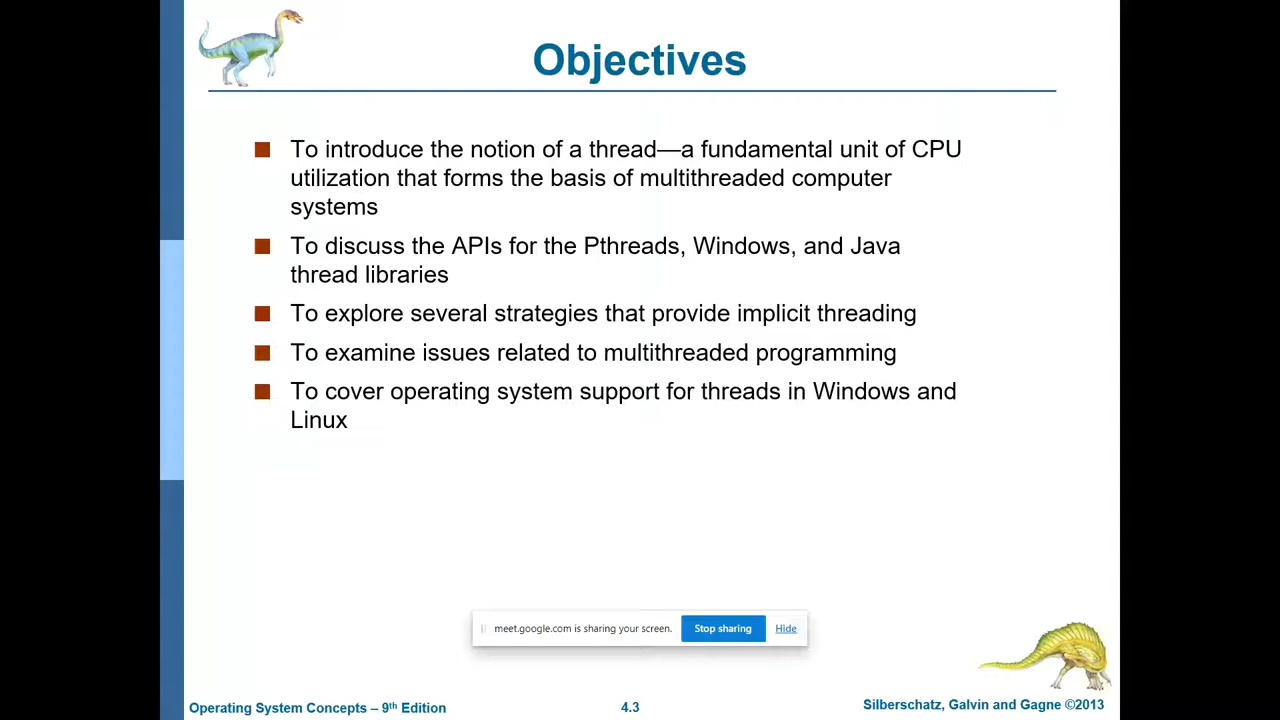 Objectives
To introduce the notion of a thread—a fundamental unit of CPU
utilization that forms the basis of multithreaded computer
systems
To discuss the APIs for the Pthreads, Windows, and Java
thread libraries
To explore several strategies that provide implicit threading
To examine issues related to multithreaded programming
To cover operating system support for threads in Windows and
Linux
meet.google.com is sharing your screen. Stop sharing Hide
Operating System Concepts – 9th Edition 4.3 Silberschatz, Galvin and Gagne ©2013